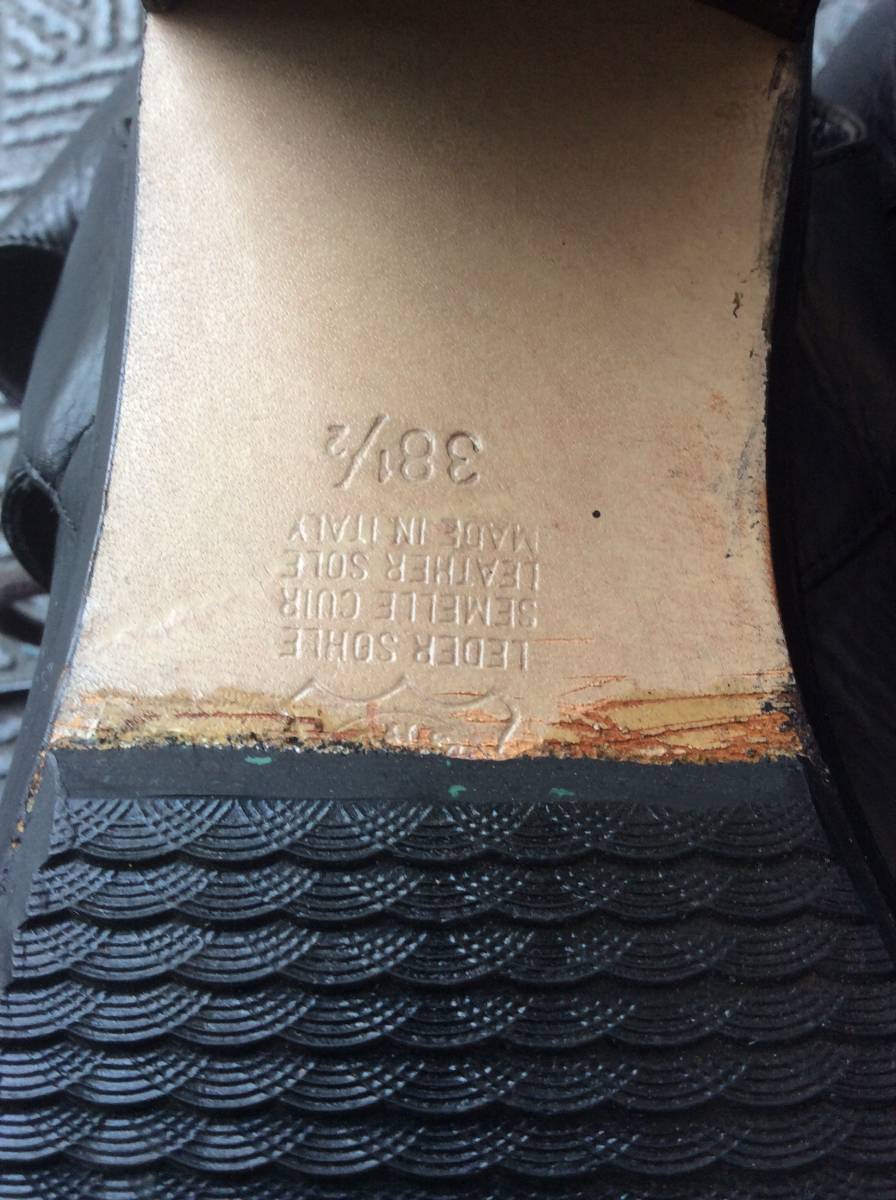 LEDER SOHLE
SEMELLE CUIR
LEATHER SOLE
MADE IN ITALY
38½